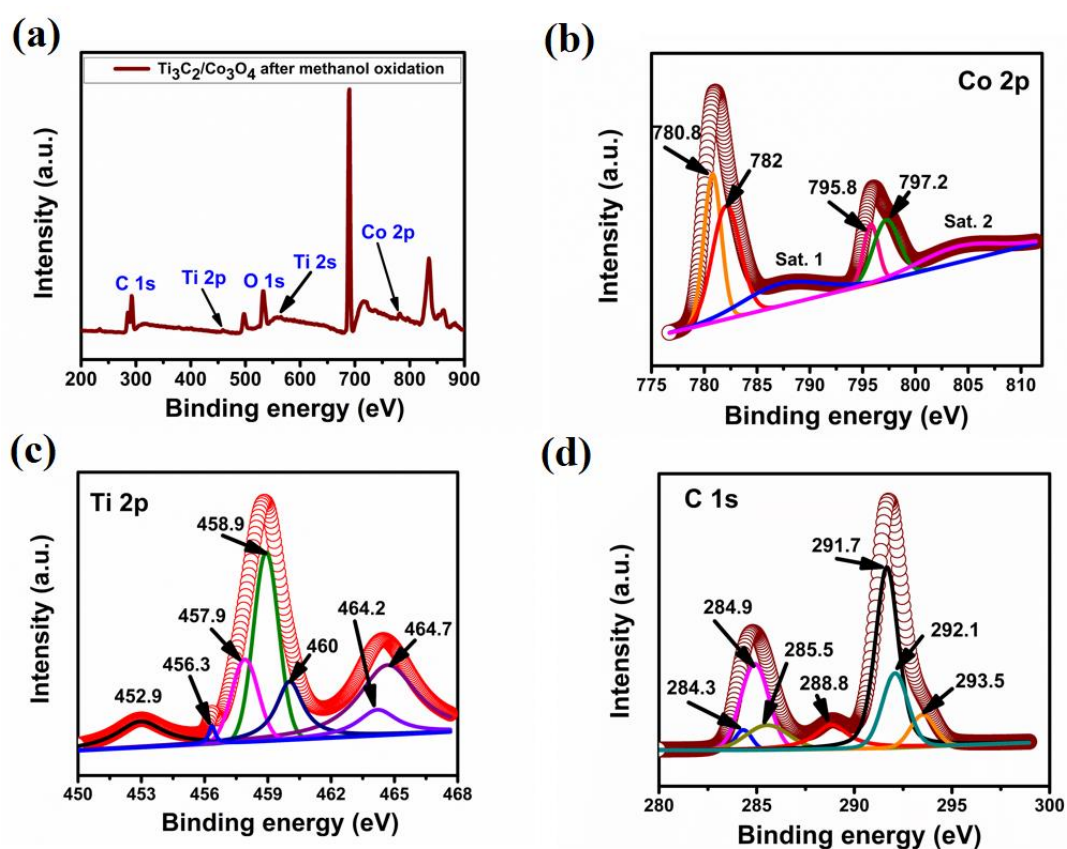 (a)
Ti3C2/Co3O4 after methanol oxidation
C 1s
Ti 2p
O 1s
Ti 2s
Co 2p
Intensity (a.u.)
200 300 400 500 600 700 800 900
Binding energy (eV)
(b)
Co 2p
780.8
782
795.8
797.2
Sat. 1
Sat. 2
Intensity (a.u.)
775 780 785 790 795 800 805 810
Binding energy (eV)
(c)
Ti 2p
458.9
457.9
456.3
452.9
460
464.2
464.7
Intensity (a.u.)
450 453 456 459 462 465 468
Binding energy (eV)
(d)
C 1s
291.7
284.9
285.5
284.3
288.8
292.1
293.5
Intensity (a.u.)
280 285 290 295 300
Binding energy (eV)